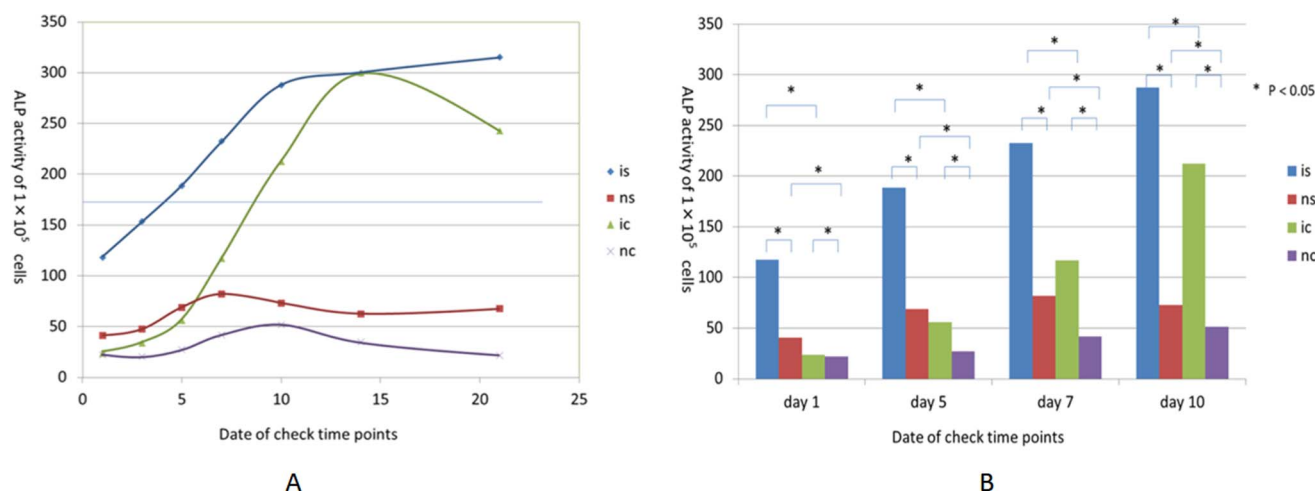 350
300
250
200
150
100
50
0
ALP activity of 1 × 10⁵ cells
0 5 10 15 20 25
Date of check time points
is
ns
ic
nc
A
350
300
250
200
150
100
50
0
ALP activity of 1 × 10⁵ cells
* * * *
* * * *
* * * *
* * * *
day 1 day 5 day 7 day 10
Date of check time points
* P < 0.05
is
ns
ic
nc
B